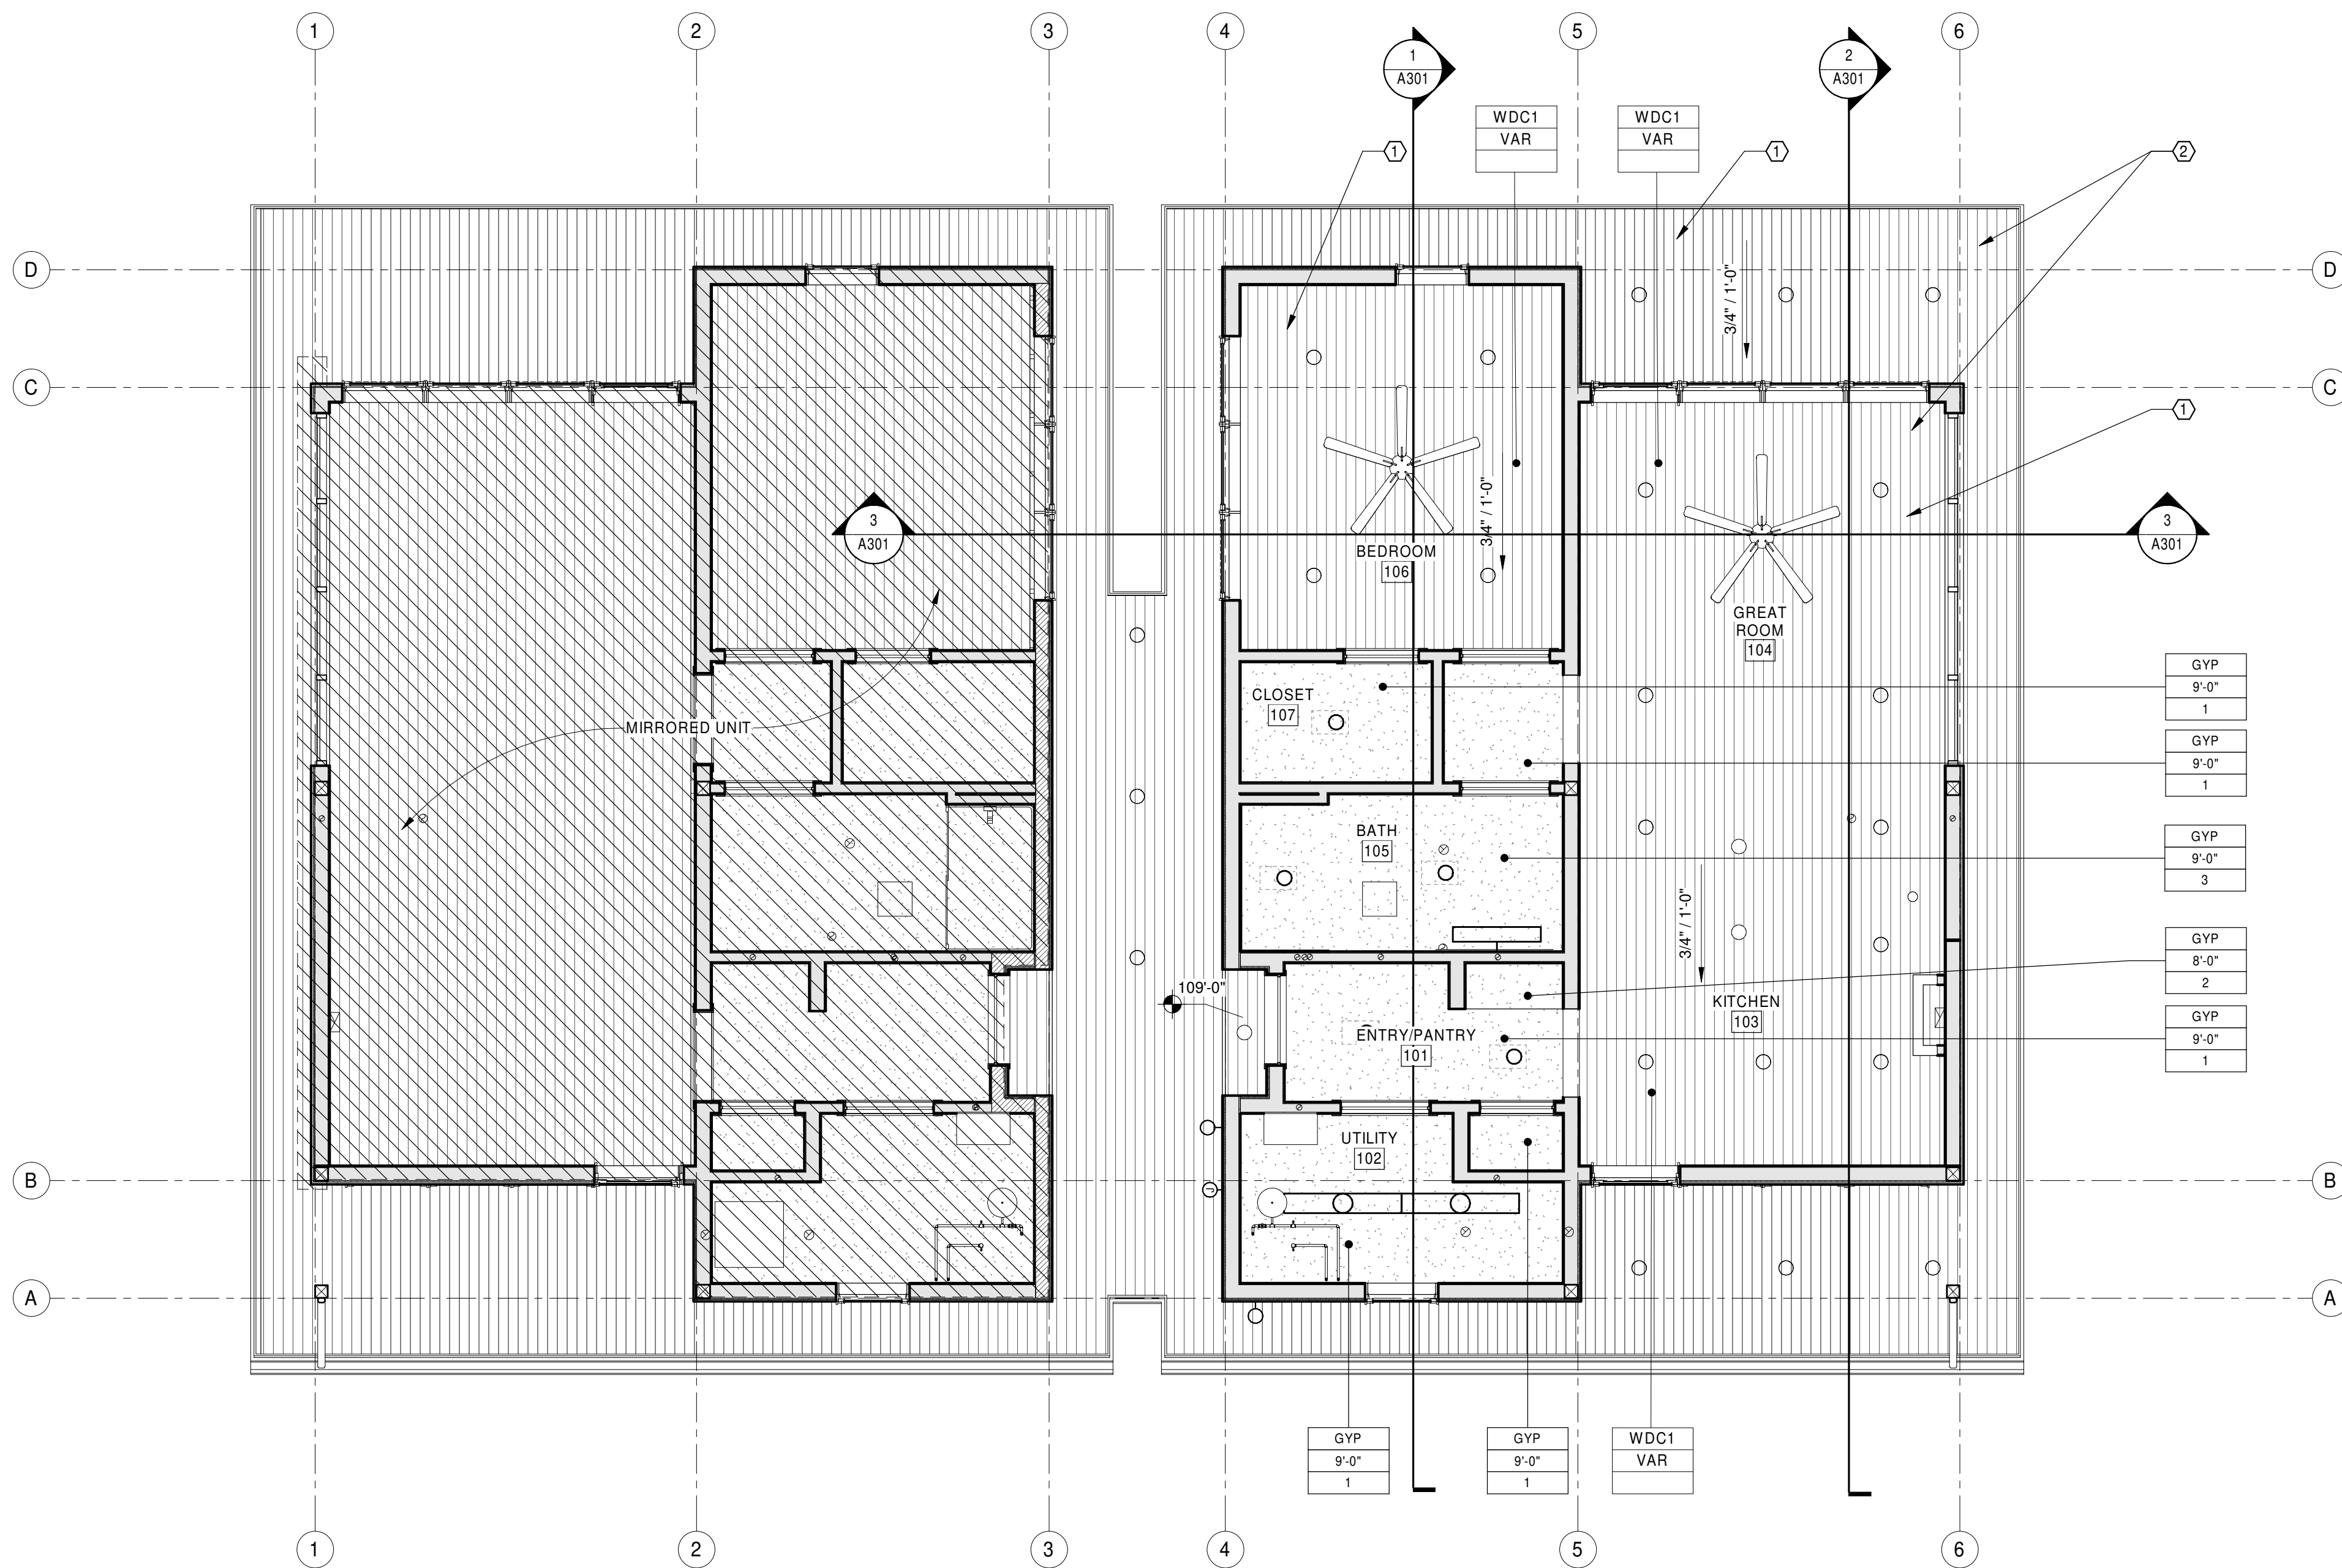 1 2 3 4 5 6
1
A301
2
A301
WDC1
VAR
WDC1
VAR
1
1
2
D
D
3/4" / 1'-0"
C
C
1
3/4" / 1'-0"
3
A301
3
A301
BEDROOM
106
GREAT
ROOM
104
GYP
9'-0"
1
CLOSET
107
MIRRORED UNIT
GYP
9'-0"
1
BATH
105
GYP
9'-0"
3
3/4" / 1'-0"
GYP
8'-0"
2
109'-0"
KITCHEN
103
GYP
9'-0"
1
ENTRY/PANTRY
101
UTILITY
102
B
J
B
A
A
GYP
9'-0"
1
GYP
9'-0"
1
WDC1
VAR
1 2 3 4 5 6